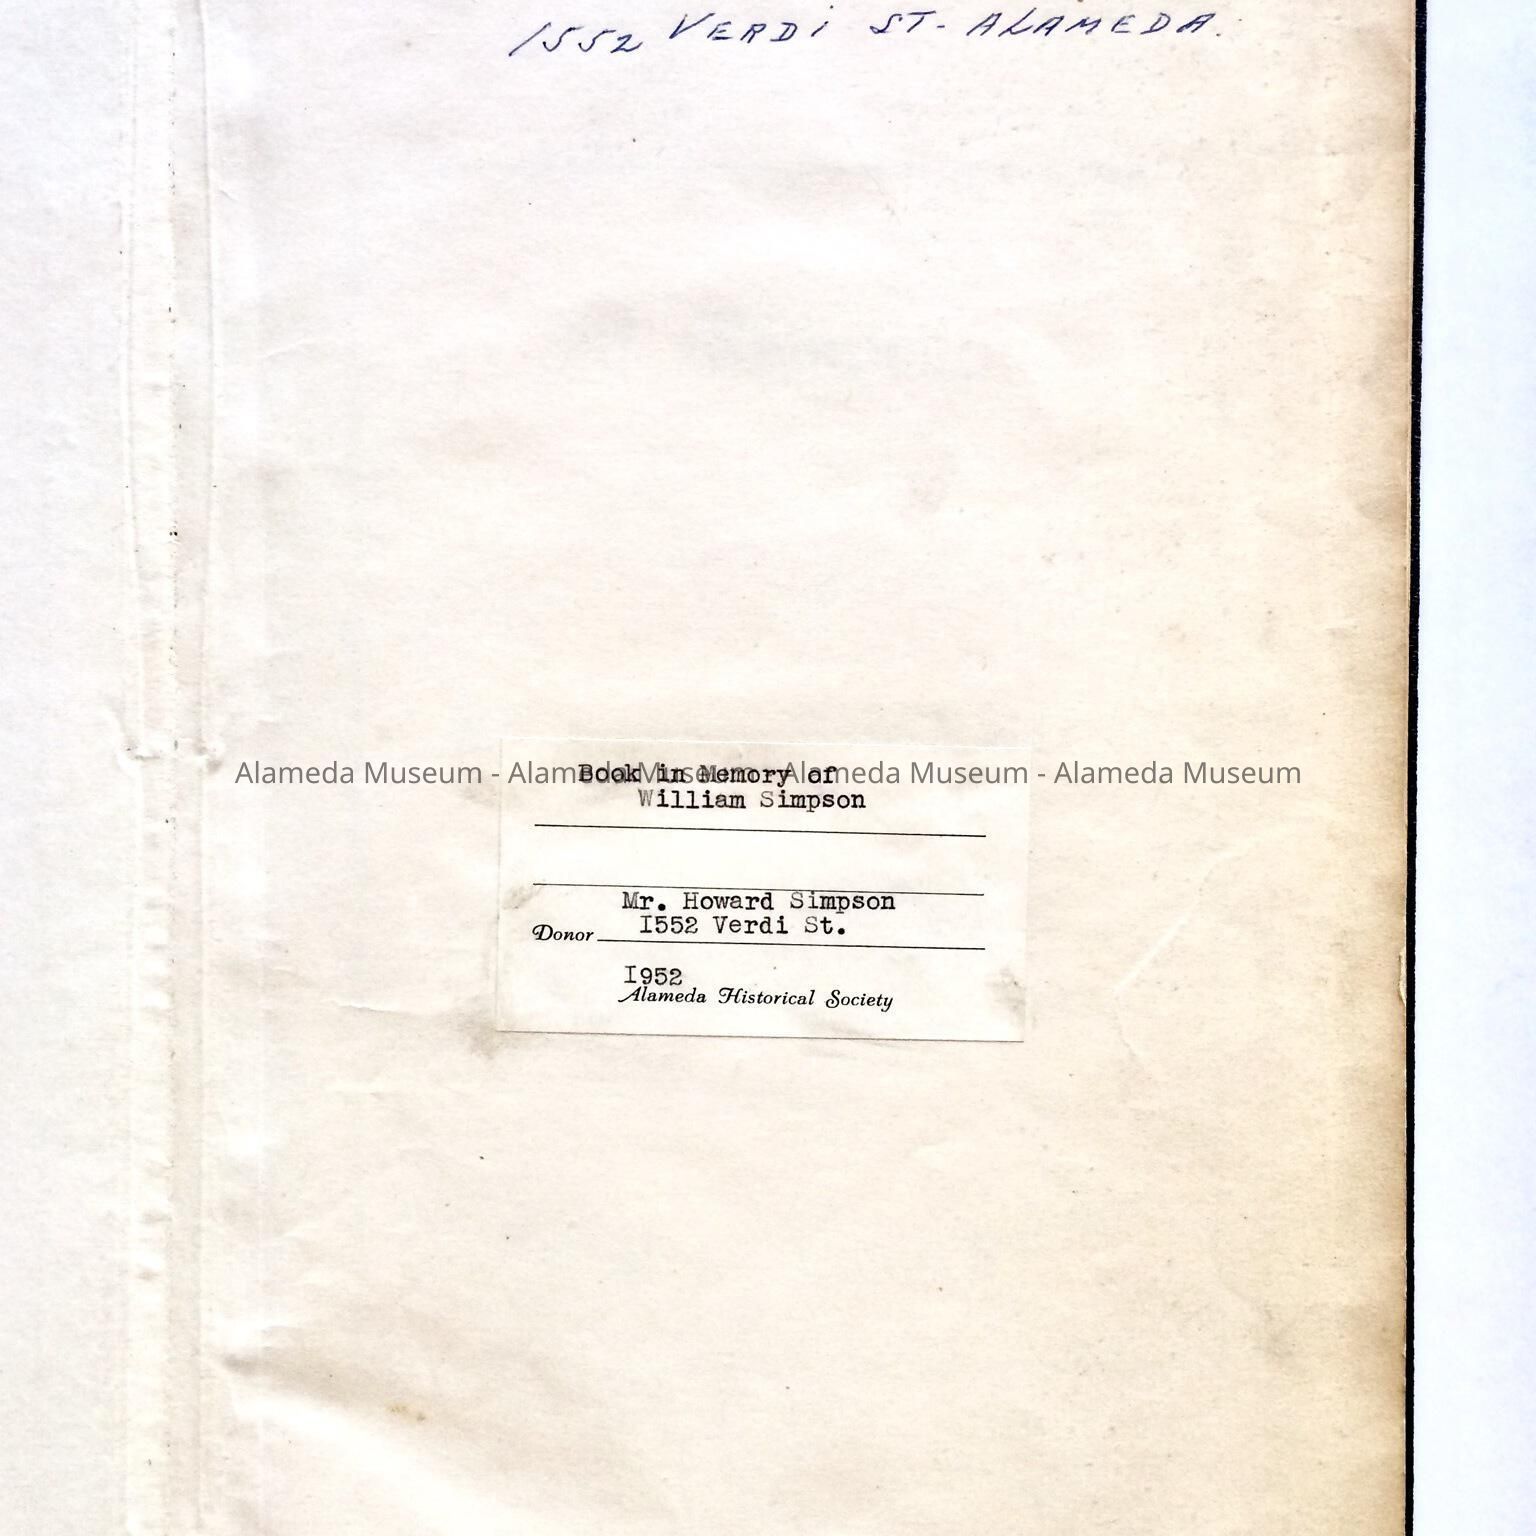 1552 VERDI ST- ALAMEDA.
Alameda Museum - Alameda Museum - Alameda Museum - Alameda Museum
Book in Memory of
William Simpson
Mr. Howard Simpson
Donor I552 Verdi St.
I952
Alameda Historical Society